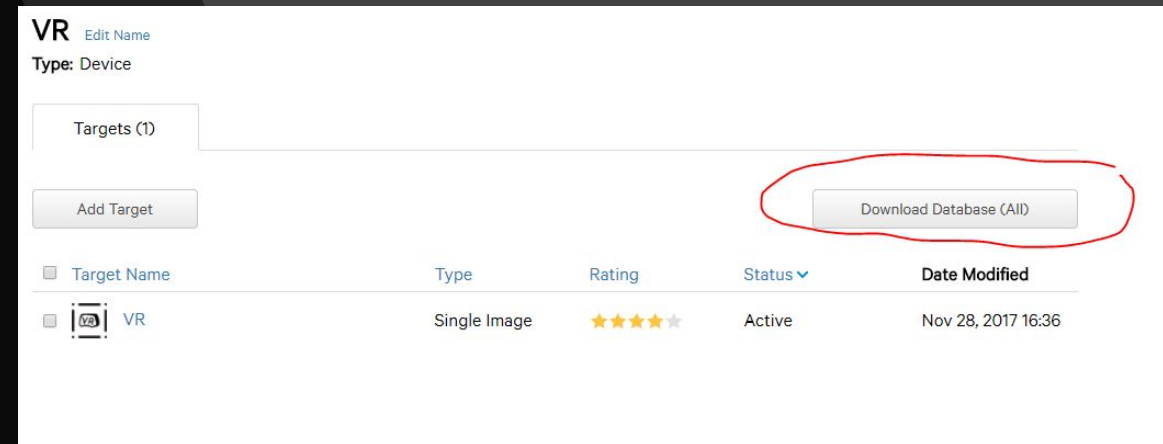 VR Edit Name
Type: Device
Targets (1)
Add Target
Download Database (All)
Target Name Type Rating Status Date Modified
VR VR Single Image Active Nov 28, 2017 16:36